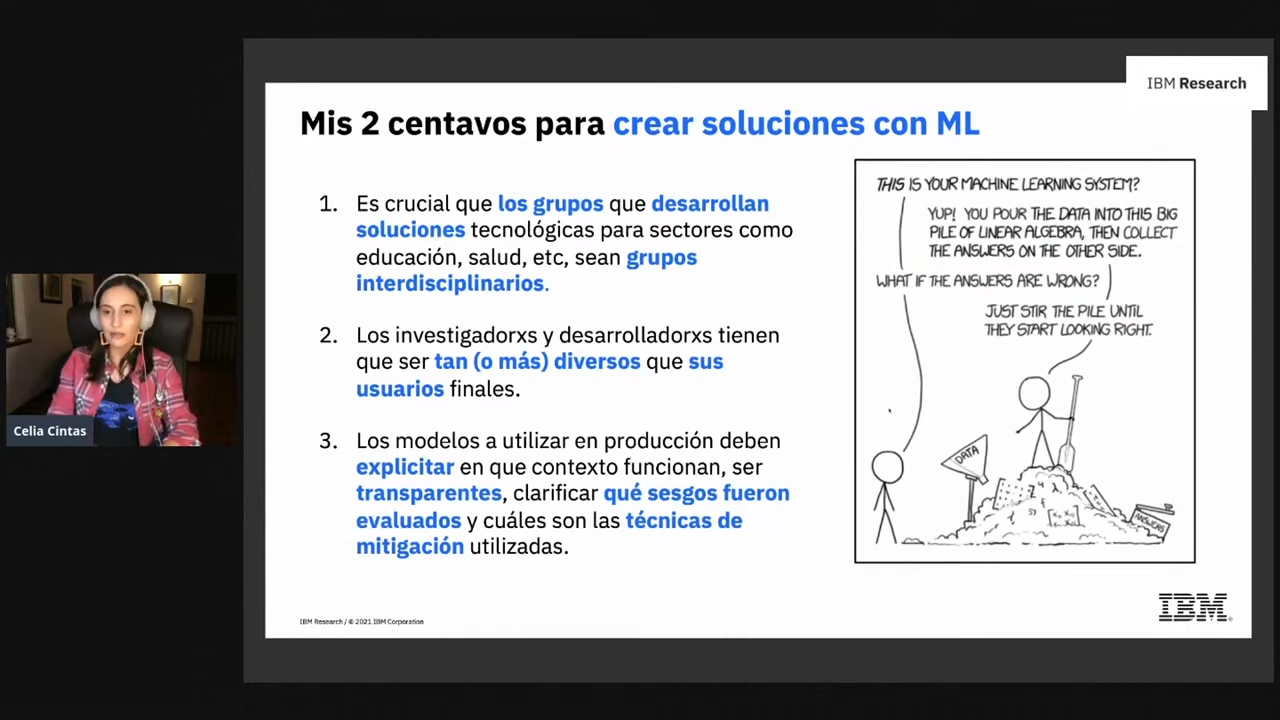 IBM Research
Mis 2 centavos para crear soluciones con ML
1. Es crucial que los grupos que desarrollan
soluciones tecnológicas para sectores como
educación, salud, etc, sean grupos
interdisciplinarios.
2. Los investigadorxs y desarrolladorxs tienen
que ser tan (o más) diversos que sus
usuarios finales.
3. Los modelos a utilizar en producción deben
explicitar en que contexto funcionan, ser
transparentes, clarificar qué sesgos fueron
evaluados y cuáles son las técnicas de
mitigación utilizadas.
THIS IS YOUR MACHINE LEARNING SYSTEM?
YUP! YOU POUR THE DATA INTO THIS BIG
PILE OF LINEAR ALGEBRA, THEN COLLECT
THE ANSWERS ON THE OTHER SIDE.
WHAT IF THE ANSWERS ARE WRONG?
JUST STIR THE PILE UNTIL
THEY START LOOKING RIGHT.
DATA
ANSWERS
Celia Cintas
IBM Research / © 2021 IBM Corporation
IBM